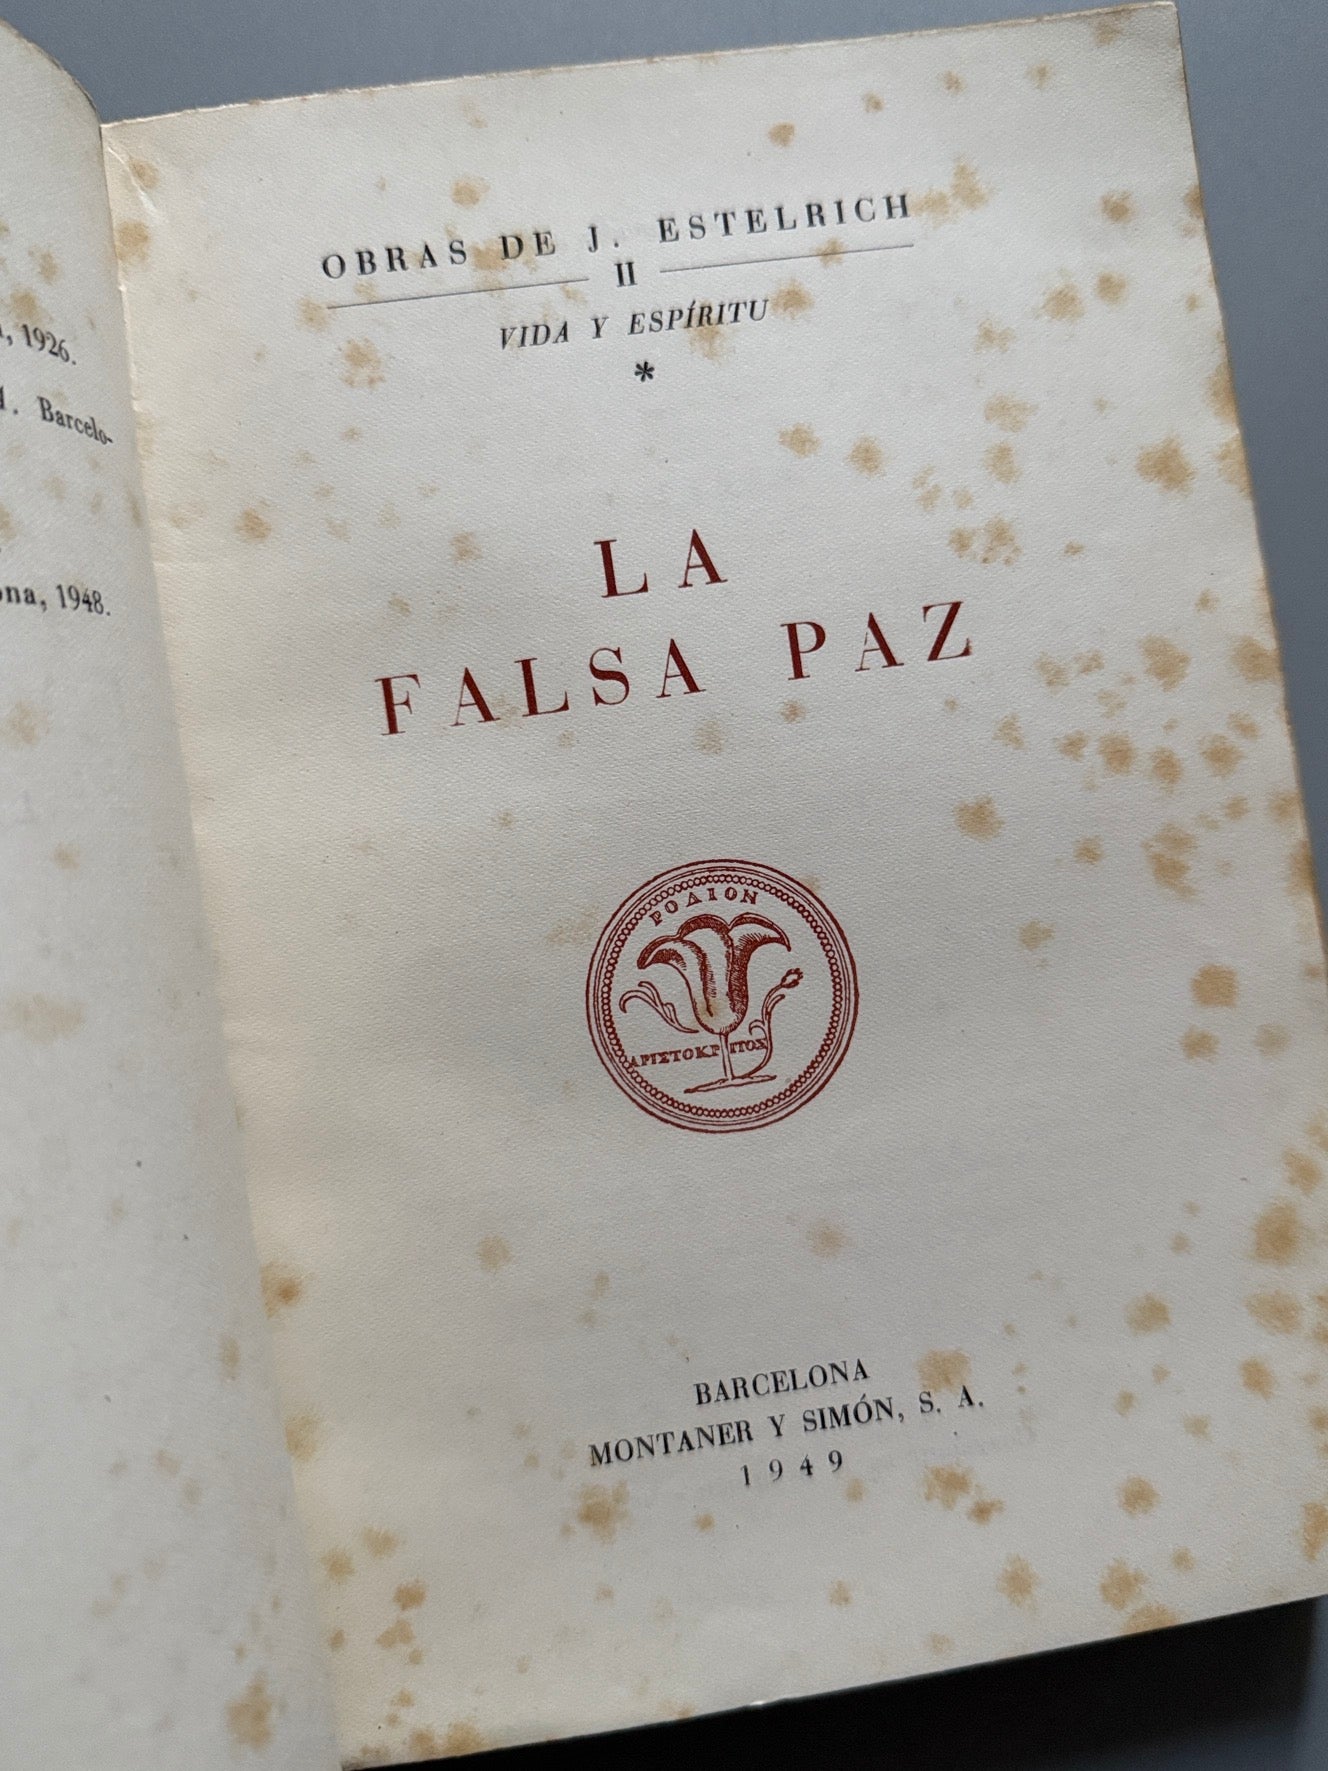 , 1926.
. Barcelo-
ona, 1948.
OBRAS DE J. ESTELRICH
II
VIDA Y ESPÍRITU
*
LA
FALSA PAZ
ΡΟΔΙΟΝ
ΑΡΙΣΤΟΚΡΙΤΟΣ
BARCELONA
MONTANER Y SIMÓN, S. A.
1949